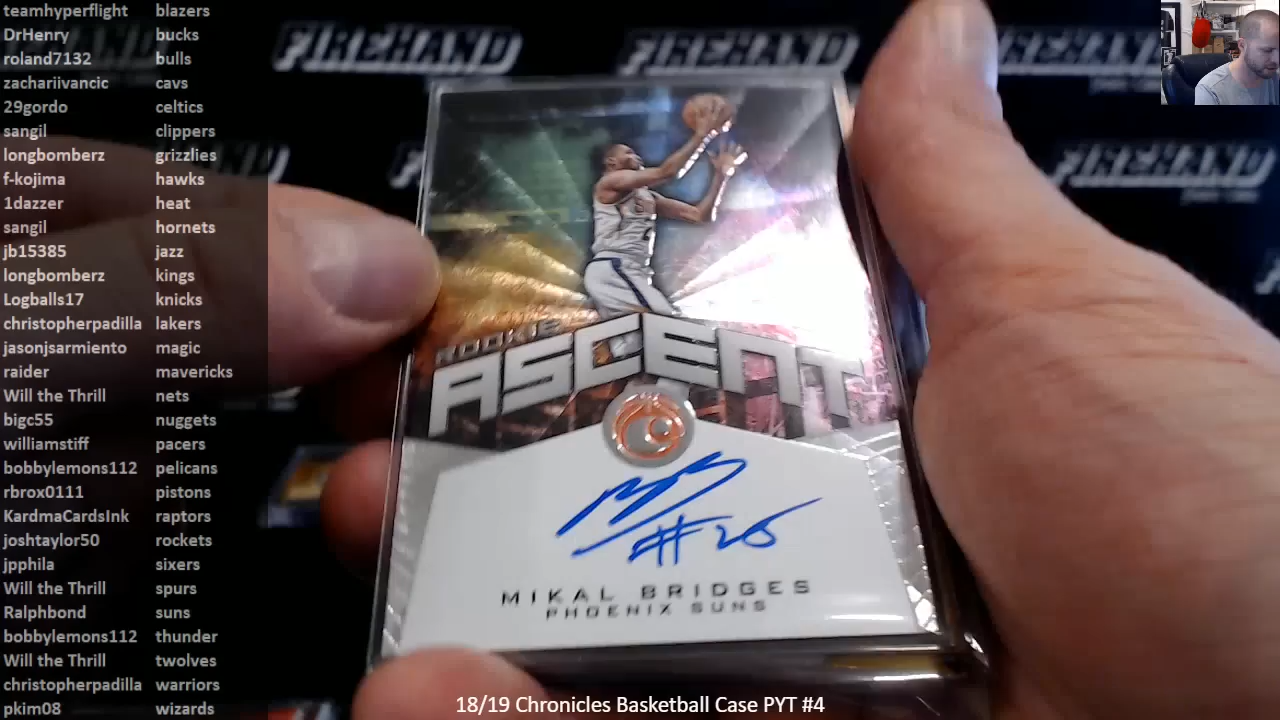 teamhyperflight blazers
DrHenry bucks
roland7132 bulls
zachariivancic cavs
29gordo celtics
sangil clippers
longbomberz grizzlies
f-kojima hawks
1dazzer heat
sangil hornets
jb15385 jazz
longbomberz kings
Logballs17 knicks
christopherpadilla lakers
jasonjsarmiento magic
raider mavericks
Will the Thrill nets
bigc55 nuggets
williamstiff pacers
bobbylemons112 pelicans
rbrox0111 pistons
KardmaCardsInk raptors
joshtaylor50 rockets
jpphila sixers
Will the Thrill spurs
Ralphbond suns
bobbylemons112 thunder
Will the Thrill twolves
christopherpadilla warriors
pkim08 wizards
FIREHAND FIREHAND
FIREHAND
ROOKIE
ASCENT
#25
MIKAL BRIDGES
PHOENIX SUNS
18/19 Chronicles Basketball Case PYT #4